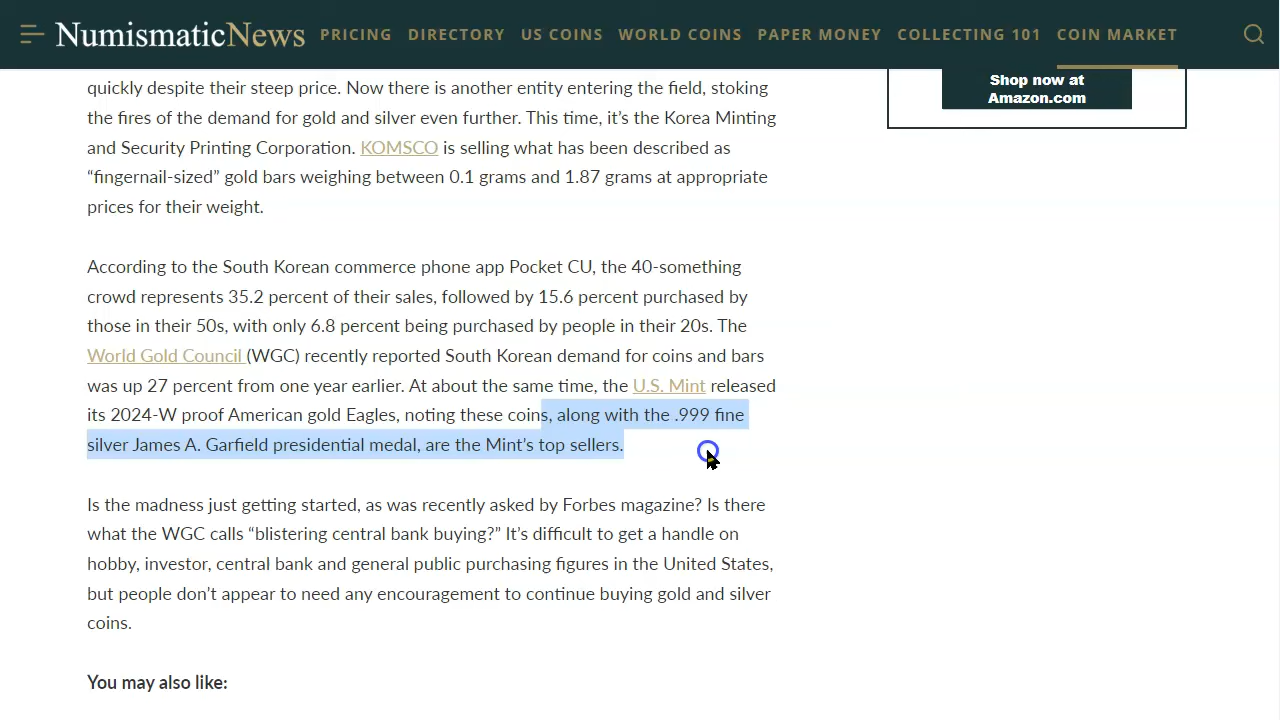 NumismaticNews PRICING DIRECTORY US COINS WORLD COINS PAPER MONEY COLLECTING 101 COIN MARKET
Shop now at
Amazon.com
quickly despite their steep price. Now there is another entity entering the field, stoking
the fires of the demand for gold and silver even further. This time, it’s the Korea Minting
and Security Printing Corporation. KOMSCO is selling what has been described as
“fingernail-sized” gold bars weighing between 0.1 grams and 1.87 grams at appropriate
prices for their weight.
According to the South Korean commerce phone app Pocket CU, the 40-something
crowd represents 35.2 percent of their sales, followed by 15.6 percent purchased by
those in their 50s, with only 6.8 percent being purchased by people in their 20s. The
World Gold Council (WGC) recently reported South Korean demand for coins and bars
was up 27 percent from one year earlier. At about the same time, the U.S. Mint released
its 2024-W proof American gold Eagles, noting these coins, along with the .999 fine
silver James A. Garfield presidential medal, are the Mint’s top sellers.
Is the madness just getting started, as was recently asked by Forbes magazine? Is there
what the WGC calls “blistering central bank buying?” It’s difficult to get a handle on
hobby, investor, central bank and general public purchasing figures in the United States,
but people don’t appear to need any encouragement to continue buying gold and silver
coins.
You may also like: